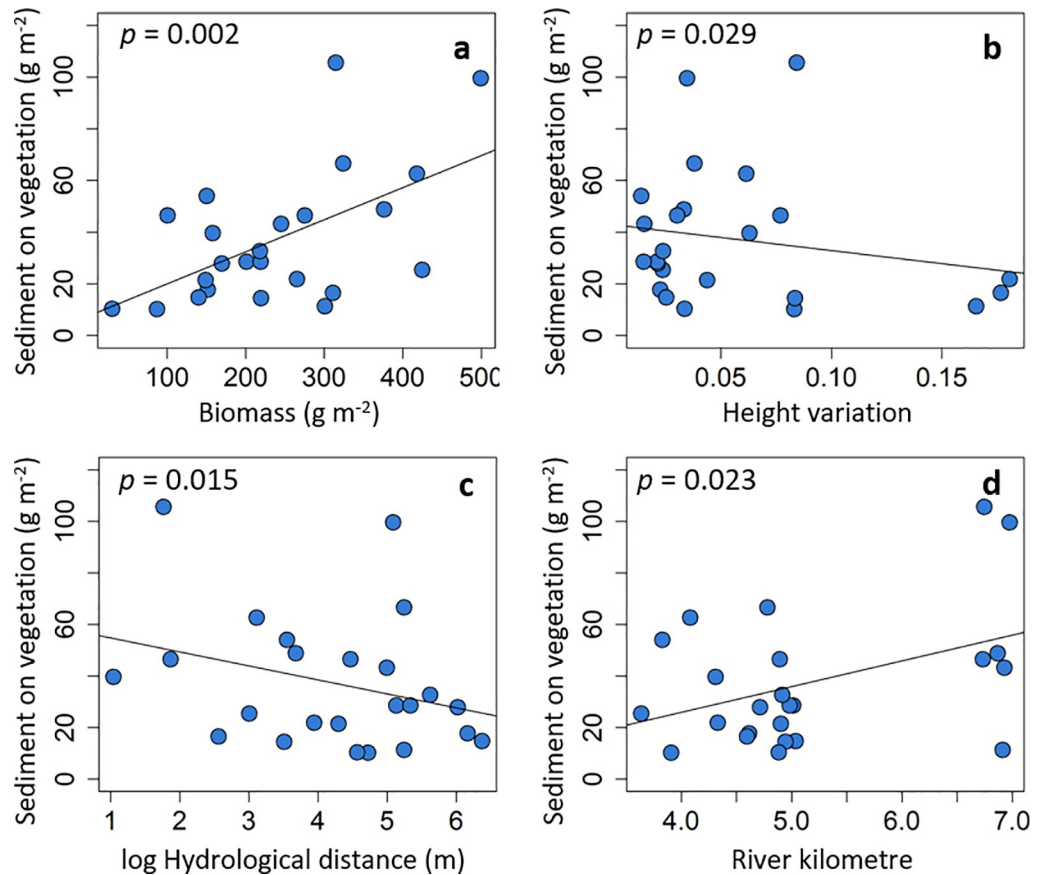 p = 0.002
a
Sediment on vegetation (g m⁻²)
100
60
20
0
100 200 300 400 500
Biomass (g m⁻²)
p = 0.029
b
Sediment on vegetation (g m⁻²)
100
60
20
0
0.05 0.10 0.15
Height variation
p = 0.015
c
Sediment on vegetation (g m⁻²)
100
60
20
0
1 2 3 4 5 6
log Hydrological distance (m)
p = 0.023
d
Sediment on vegetation (g m⁻²)
100
60
20
0
4.0 5.0 6.0 7.0
River kilometre